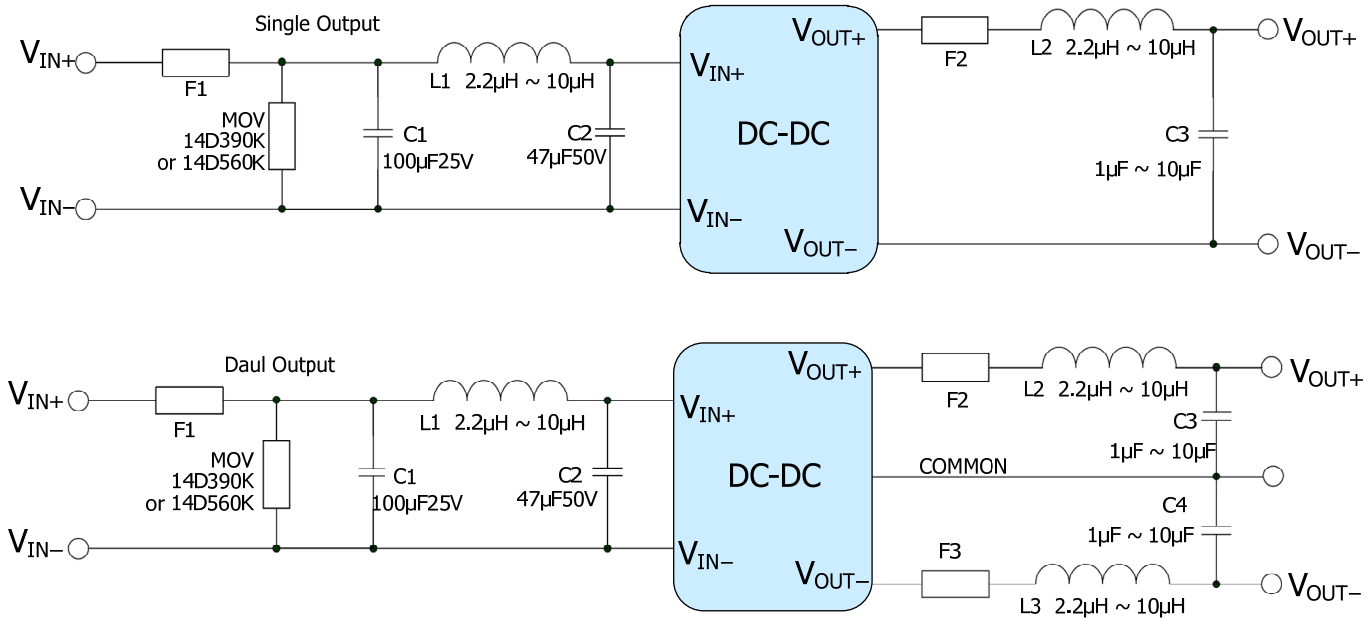 Single Output
VIN+
F1
MOV
14D390K
or 14D560K
C1
100µF25V
L1 2.2µH ~ 10µH
C2
47µF50V
VIN−
VIN+
VIN−
DC-DC
VOUT+
VOUT−
F2
L2 2.2µH ~ 10µH
C3
1µF ~ 10µF
VOUT+
VOUT−
Daul Output
VIN+
F1
MOV
14D390K
or 14D560K
C1
100µF25V
L1 2.2µH ~ 10µH
C2
47µF50V
VIN−
VIN+
VIN−
DC-DC
VOUT+
VOUT−
F2
L2 2.2µH ~ 10µH
C3
1µF ~ 10µF
COMMON
C4
1µF ~ 10µF
F3
L3 2.2µH ~ 10µH
VOUT+
VOUT−